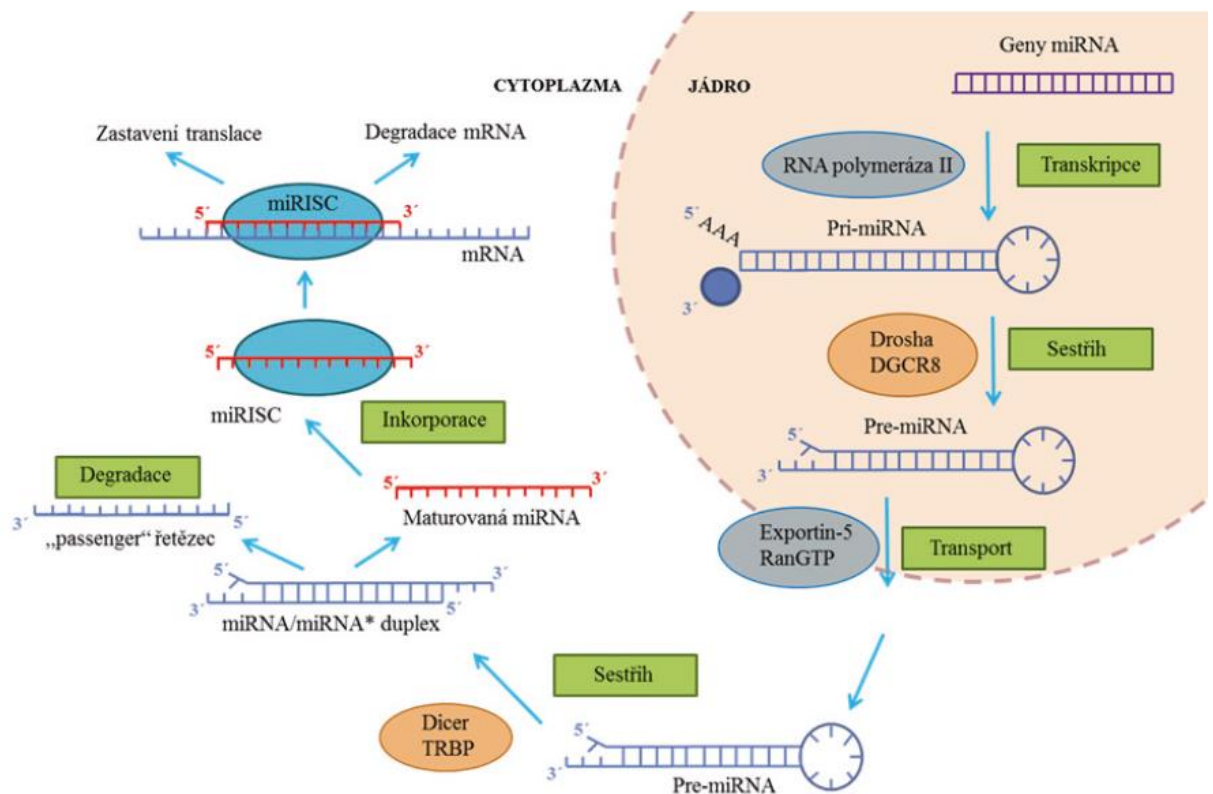 Geny miRNA
CYTOPLAZMA
JÁDRO
Zastavení translace
Degradace mRNA
RNA polymeráza II
Transkripce
miRISC
5´
3´
mRNA
5´
AAA
Pri-miRNA
3´
Drosha
DGCR8
Sestřih
5´
3´
miRISC
Inkorporace
Pre-miRNA
5´
3´
Degradace
5´
3´
Maturovaná miRNA
3´
5´
„passenger“ řetězec
Exportin-5
RanGTP
Transport
5´
3´
3´
5´
miRNA/miRNA* duplex
Sestřih
Dicer
TRBP
5´
3´
Pre-miRNA